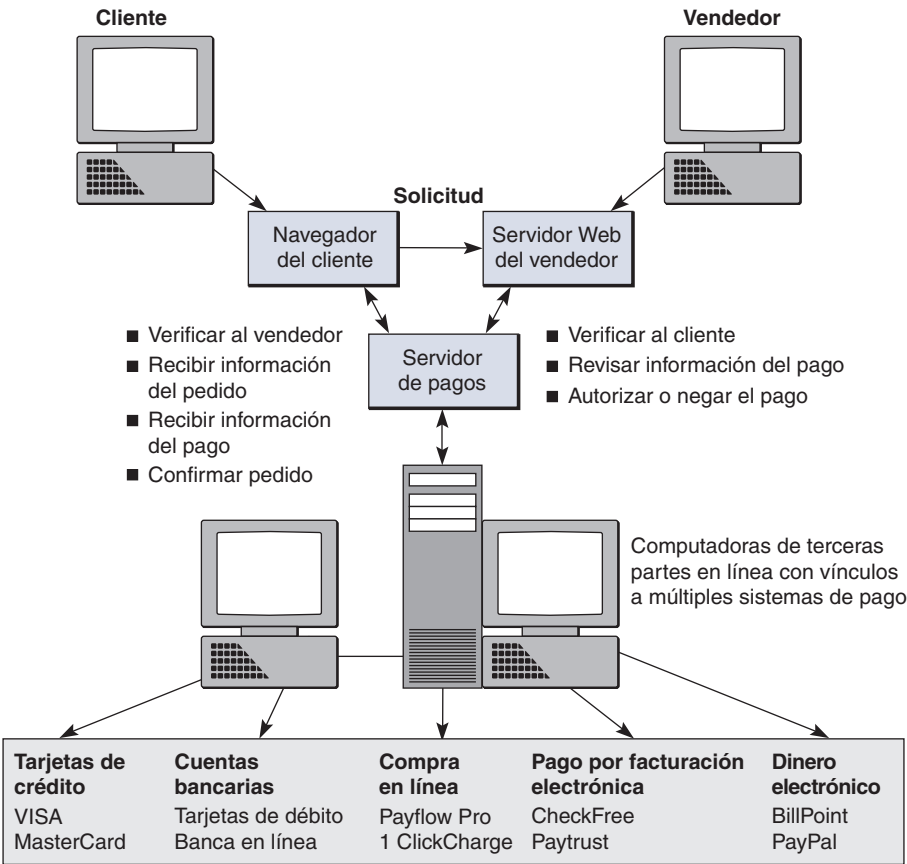 Cliente
Vendedor
Solicitud
Navegador
del cliente
Servidor Web
del vendedor
■ Verificar al vendedor
■ Recibir información
del pedido
■ Recibir información
del pago
■ Confirmar pedido
Servidor
de pagos
■ Verificar al cliente
■ Revisar información del pago
■ Autorizar o negar el pago
Computadoras de terceras
partes en línea con vínculos
a múltiples sistemas de pago
Tarjetas de
crédito
VISA
MasterCard
Cuentas
bancarias
Tarjetas de débito
Banca en línea
Compra
en línea
Payflow Pro
1 ClickCharge
Pago por facturación
electrónica
CheckFree
Paytrust
Dinero
electrónico
BillPoint
PayPal